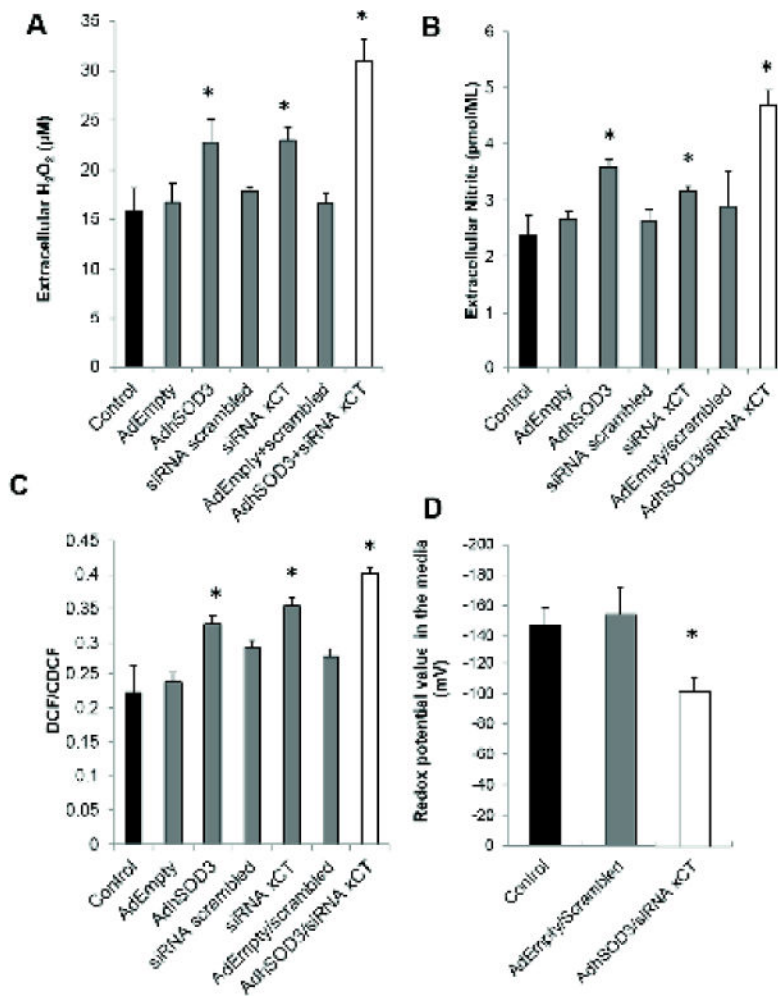 A
Extracellular H₂O₂ (µM)
35
30
25
20
15
10
5
0
*
*
*
Control
AdEmpty
AdhSOD3
siRNA scrambled
siRNA xCT
AdEmpty+scrambled
AdhSOD3+siRNA xCT
B
Extracellullar Nitrite (pmol/ML)
6
5
4
3
2
1
0
*
*
*
Control
AdEmpty
AdhSOD3
siRNA scrambled
siRNA xCT
AdEmpty/scrambled
AdhSOD3/siRNA xCT
C
DCF/CDCF
0.45
0.4
0.35
0.3
0.25
0.2
0.15
0.1
0.05
0
*
*
*
Control
AdEmpty
AdhSOD3
siRNA scrambled
siRNA xCT
AdEmpty/scrambled
AdhSOD3/siRNA xCT
D
Redox potential value in the media
(mV)
-200
-180
-160
-140
-120
-100
-80
-60
-40
-20
0
*
Control
AdEmpty/Scrambled
AdhSOD3/siRNA xCT